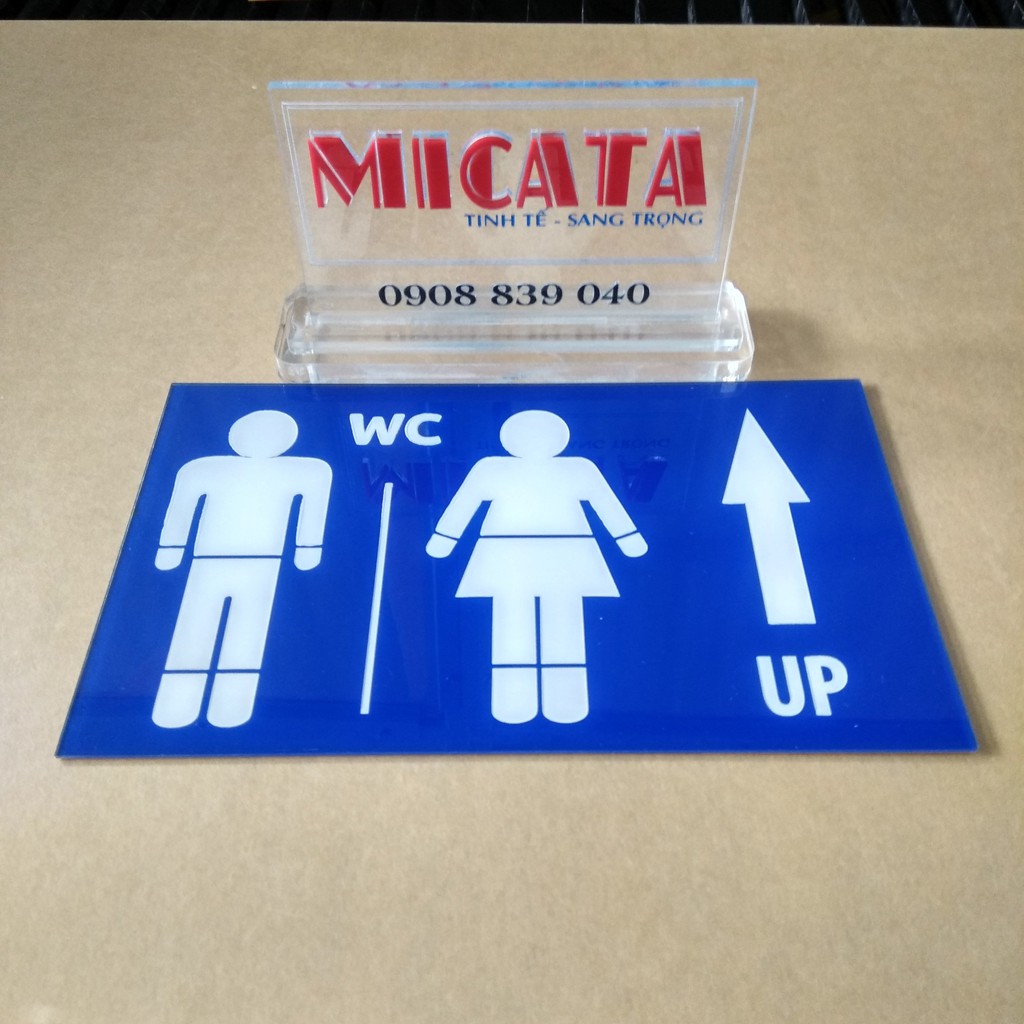 MICATA
TINH TẾ - SANG TRỌNG
0908 839 040
WC
UP